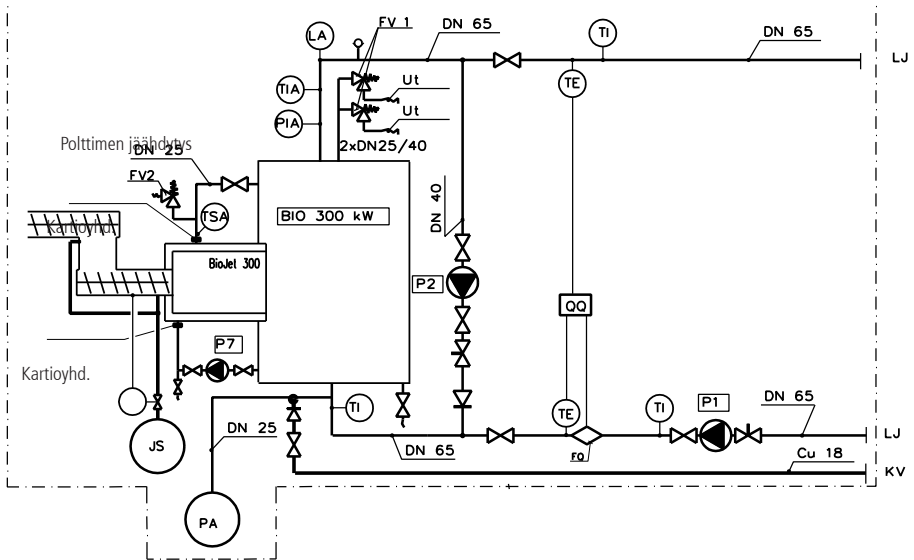 FV 1
LA
DN 65
TI
DN 65
LJ
TIA
Ut
TE
PIA
Ut
2xDN25/40
Polttimen jäähdytys
DN 25
FV2
TSA
BIO 300 kW
DN 40
Kartioyhd.
BioJet 300
P2
QQ
P7
Kartioyhd.
TI
TE
TI
P1
DN 65
LJ
JS
DN 25
DN 65
FQ
Cu 18
KV
PA